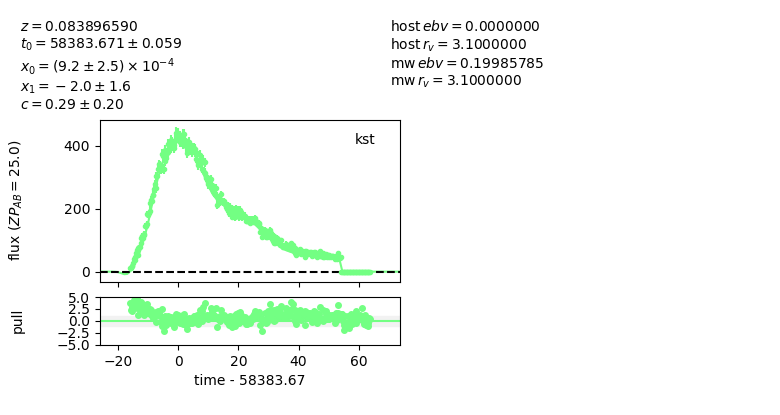 z = 0.083896590
t₀ = 58383.671 ± 0.059
x₀ = (9.2 ± 2.5) × 10⁻⁴
x₁ = −2.0 ± 1.6
c = 0.29 ± 0.20
host ebv = 0.0000000
host r_v = 3.1000000
mw ebv = 0.19985785
mw r_v = 3.1000000
kst
flux (ZP_AB = 25.0)
400
200
0
pull
5.0
2.5
0.0
−2.5
−5.0
−20 0 20 40 60
time - 58383.67